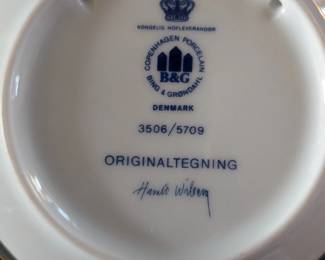 KONGELIG HOFLEVERANDØR
COPENHAGEN PORCELAIN
B&G
BING & GRØNDAHL
DENMARK
3506/5709
ORIGINALTEGNING